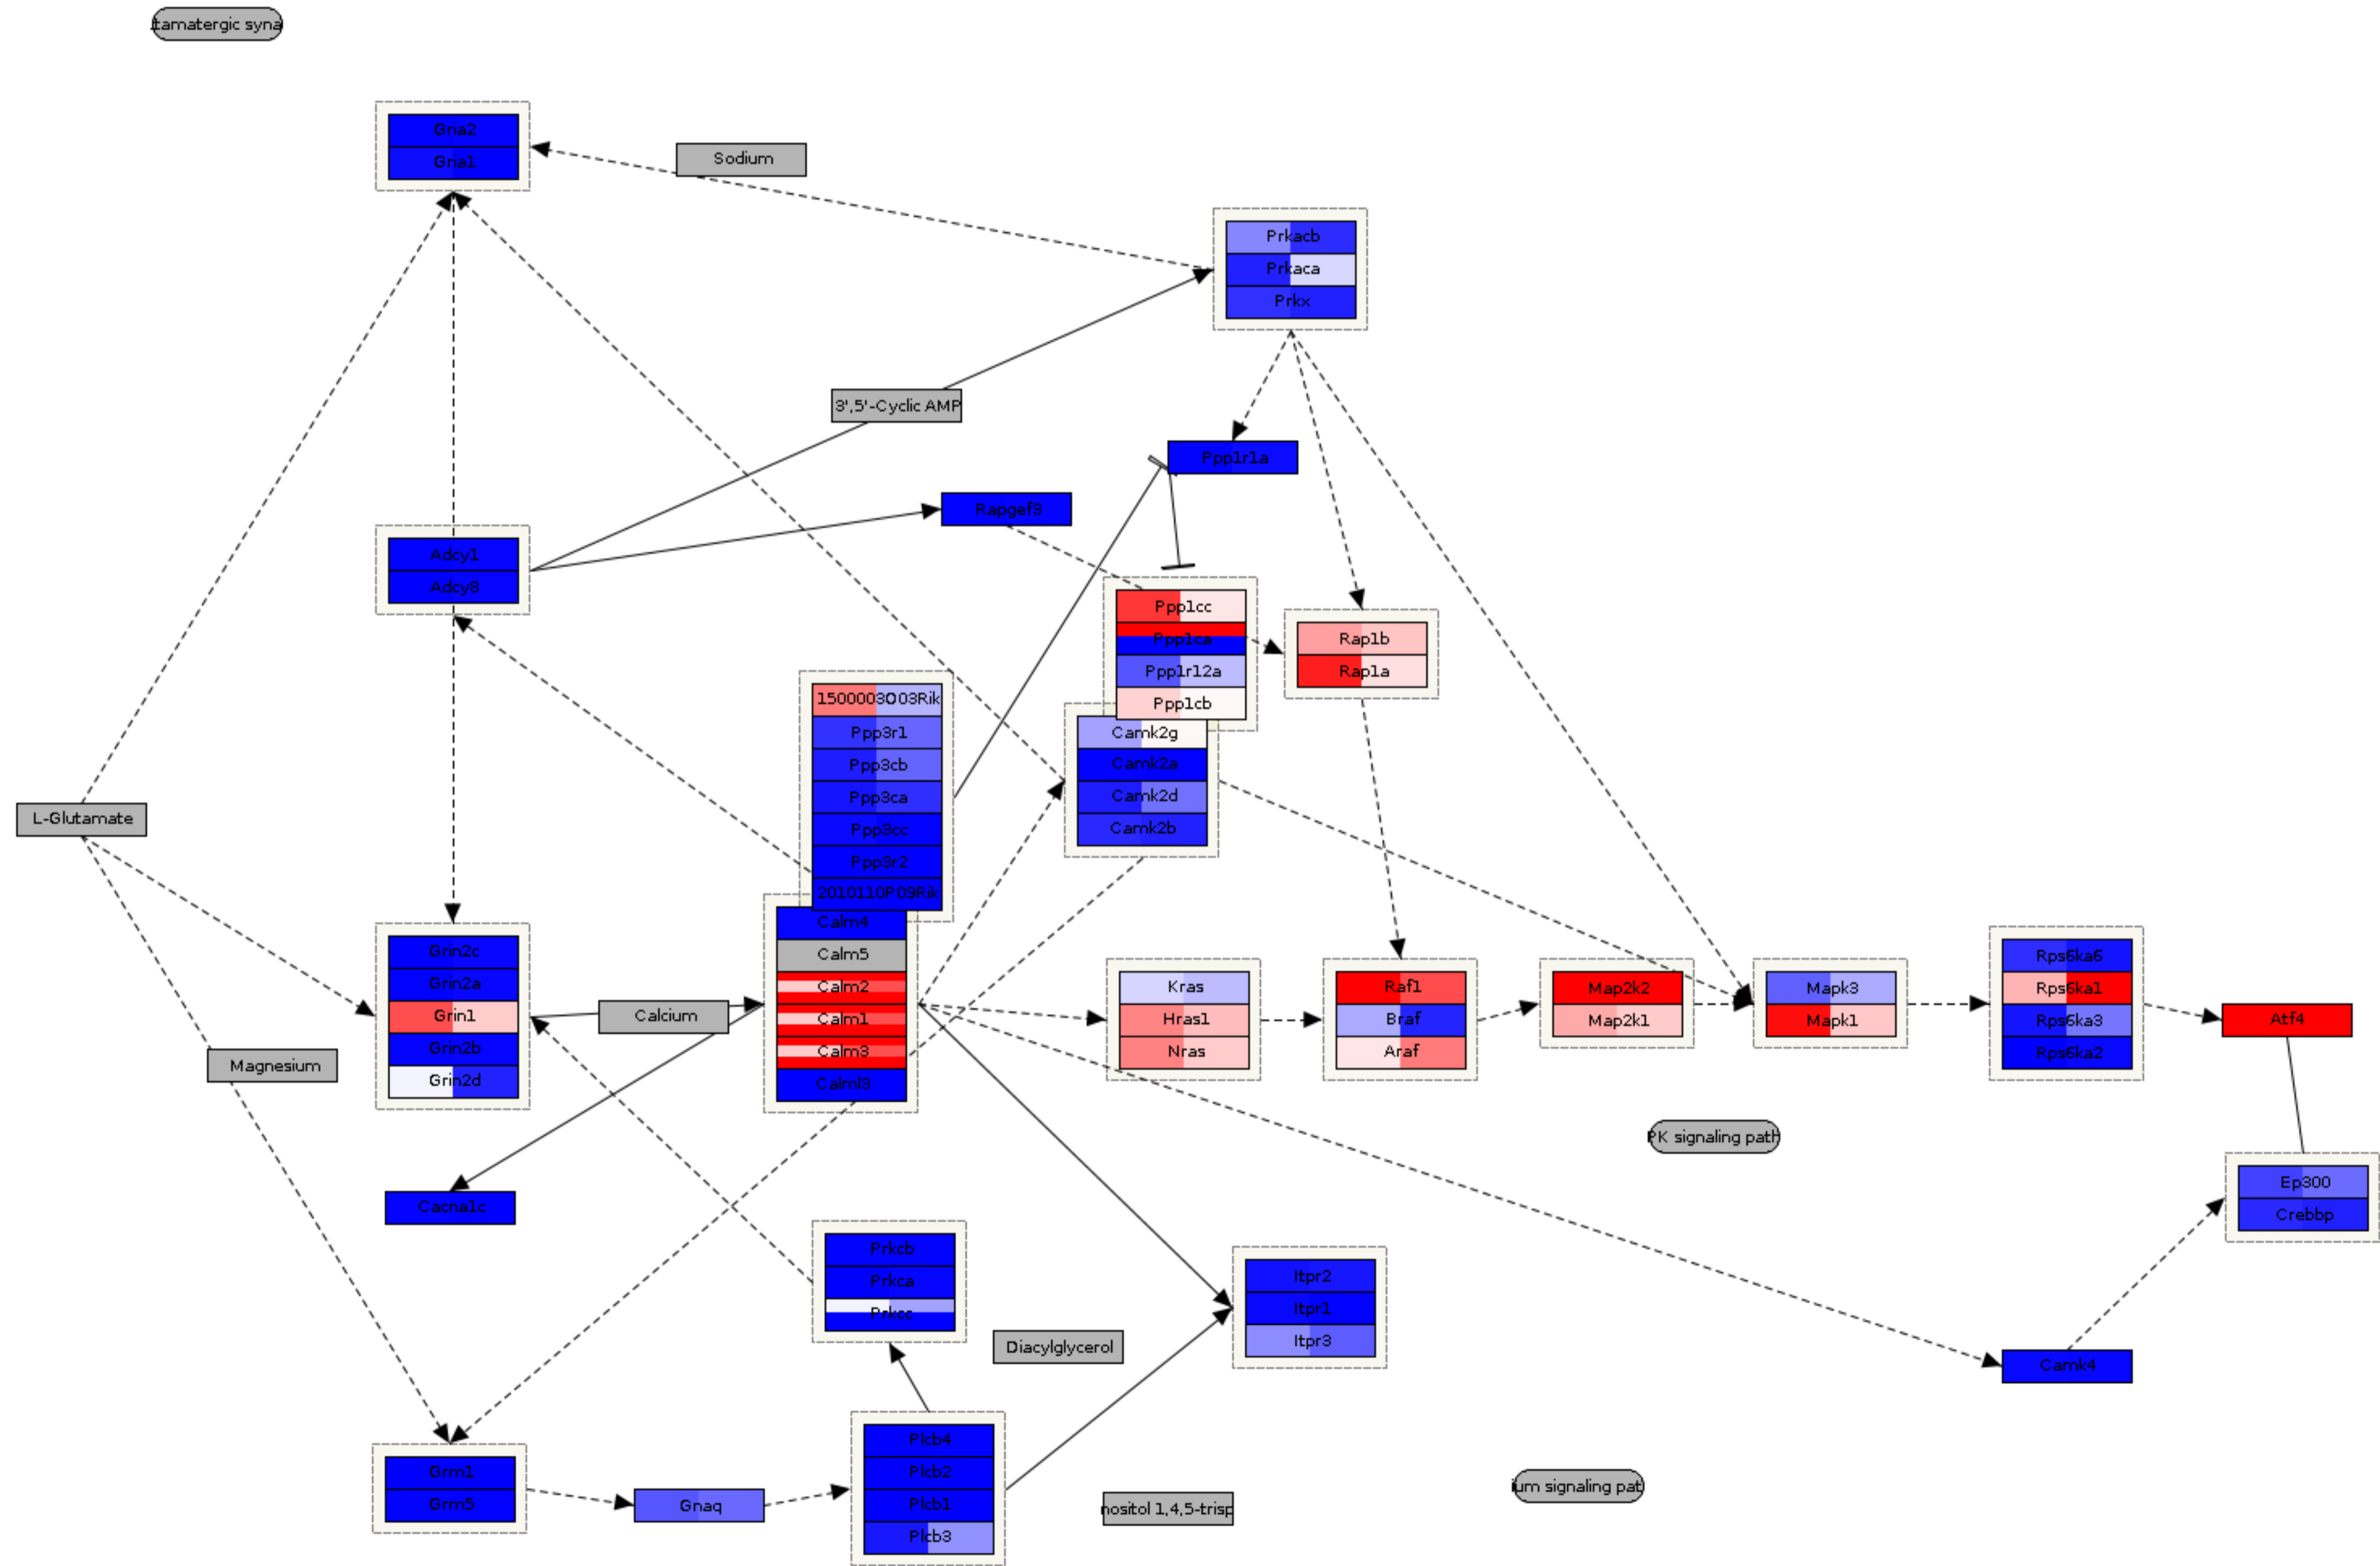 tamatergic syna
Gria2
Gria1
Sodium
Prkacb
Prkaca
Prkx
3',5'-Cyclic AMP
Ppp1r1a
Rapgef3
Adcy1
Adcy8
Ppp1cc
Ppp1ca
Ppp1r12a
Ppp1cb
Rap1b
Rap1a
1500003O03Rik
Ppp3r1
Ppp3cb
Ppp3ca
Ppp3cc
Ppp3r2
2010110P09Rik
Camk2g
Camk2a
Camk2d
Camk2b
L-Glutamate
Grin2c
Grin2a
Grin1
Grin2b
Grin2d
Calcium
Calm4
Calm5
Calm2
Calm1
Calm3
Calml3
Kras
Hras1
Nras
Raf1
Braf
Araf
Map2k2
Map2k1
Mapk3
Mapk1
Rps6ka6
Rps6ka1
Rps6ka3
Rps6ka2
Atf4
Magnesium
PK signaling path
Ep300
Crebbp
Cacna1c
Prkcb
Prkca
Prkcc
Itpr2
Itpr1
Itpr3
Diacylglycerol
Camk4
Plcb4
Plcb2
Plcb1
Plcb3
Grm1
Grm5
Gnaq
nositol 1,4,5-trisp
ium signaling pat